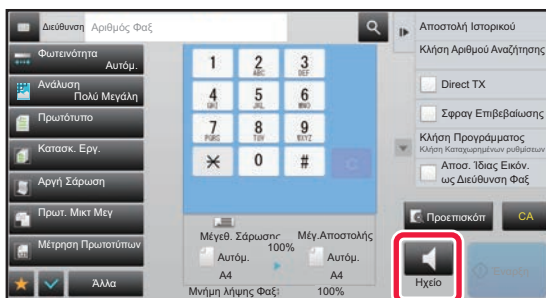 Διεύθυνση Αριθμός Φαξ
Φωτεινότητα
Αυτόμ.
Ανάλυση
Πολύ Μεγάλη
Πρωτότυπο
Κατασκ. Εργ.
Αργή Σάρωση
Πρωτ. Μικτ Μεγ
Μέτρηση Πρωτοτύπων
Άλλα
1 2 3
ABC DEF
4 5 6
GHI JKL MNO
7 8 9
PQRS TUV WXYZ
0 #
Μέγεθ. Σάρωσης Μέγ.Αποστολής
100%
Αυτόμ. Αυτόμ.
A4 A4
Μνήμη λήψης Φαξ: 100%
Αποστολή Ιστορικού
Κλήση Αριθμού Αναζήτησης
Direct TX
Σφραγ Επιβεβαίωσης
Κλήση Προγράμματος
Κλήση Καταχωρημένων ρυθμίσεων
Αποσ. Ίδιας Εικόν.
ως Διεύθυνση Φαξ
Προεπισκόπ CA
Ηχείο